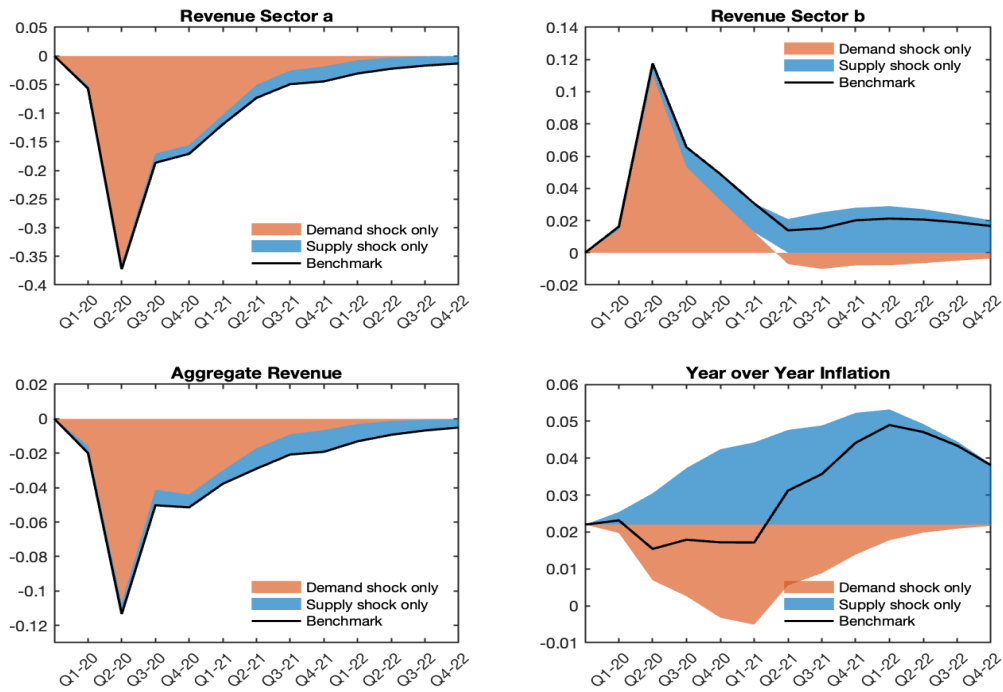 Revenue Sector a
0.05
0
-0.05
-0.1
-0.15
-0.2
-0.25
-0.3
-0.35
-0.4
Demand shock only
Supply shock only
Benchmark
Q1-20
Q2-20
Q3-20
Q4-20
Q1-21
Q2-21
Q3-21
Q4-21
Q1-22
Q2-22
Q3-22
Q4-22
Revenue Sector b
0.14
0.12
0.1
0.08
0.06
0.04
0.02
0
-0.02
Demand shock only
Supply shock only
Benchmark
Q1-20
Q2-20
Q3-20
Q4-20
Q1-21
Q2-21
Q3-21
Q4-21
Q1-22
Q2-22
Q3-22
Q4-22
Aggregate Revenue
0.02
0
-0.02
-0.04
-0.06
-0.08
-0.1
-0.12
Demand shock only
Supply shock only
Benchmark
Q1-20
Q2-20
Q3-20
Q4-20
Q1-21
Q2-21
Q3-21
Q4-21
Q1-22
Q2-22
Q3-22
Q4-22
Year over Year Inflation
0.06
0.05
0.04
0.03
0.02
0.01
0
-0.01
Demand shock only
Supply shock only
Benchmark
Q1-20
Q2-20
Q3-20
Q4-20
Q1-21
Q2-21
Q3-21
Q4-21
Q1-22
Q2-22
Q3-22
Q4-22